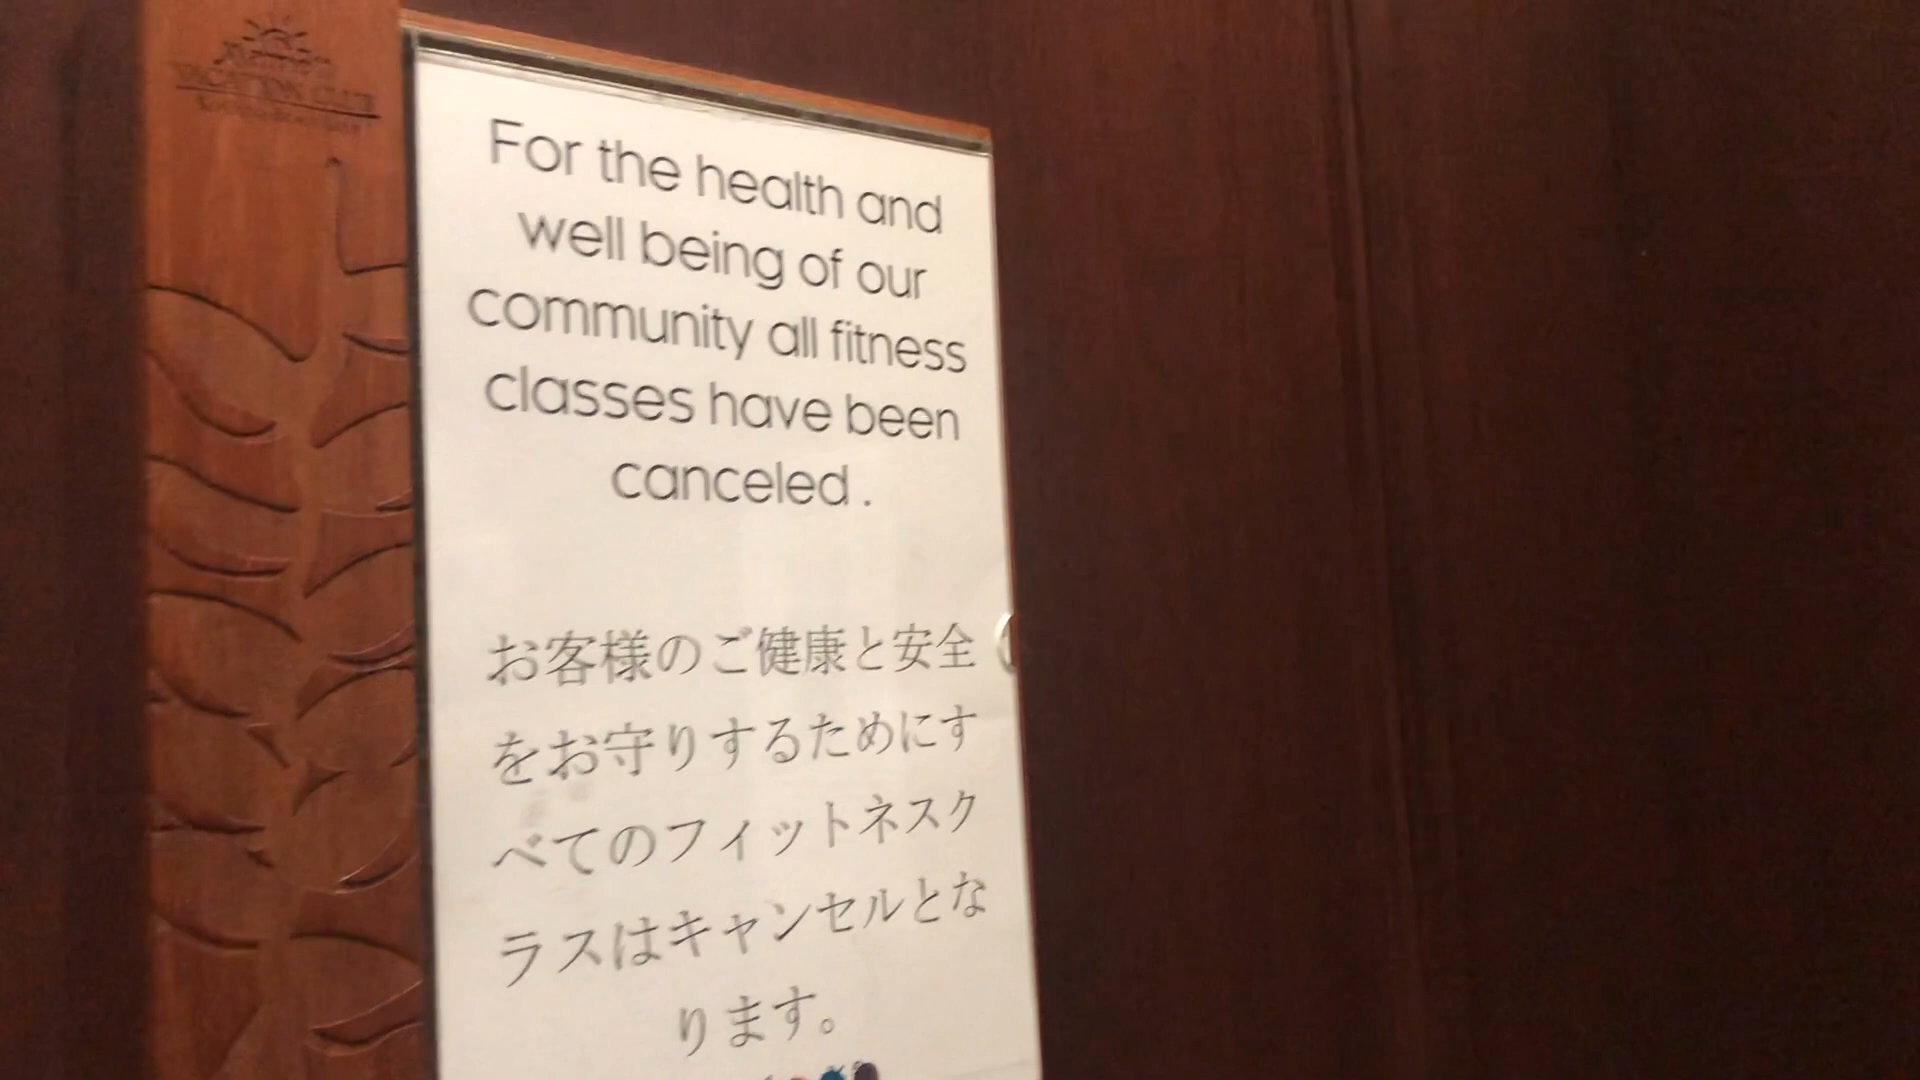 VACATION CLUB
For the health and
well being of our
community all fitness
classes have been
canceled .
お客様のご健康と安全
をお守りするためにす
べてのフィットネスク
ラスはキャンセルとな
ります。